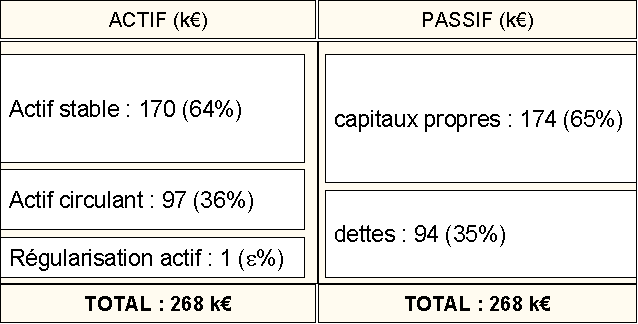 ACTIF (k€)
PASSIF (k€)
Actif stable : 170 (64%)
Actif circulant : 97 (36%)
Régularisation actif : 1 (ε%)
capitaux propres : 174 (65%)
dettes : 94 (35%)
TOTAL : 268 k€
TOTAL : 268 k€